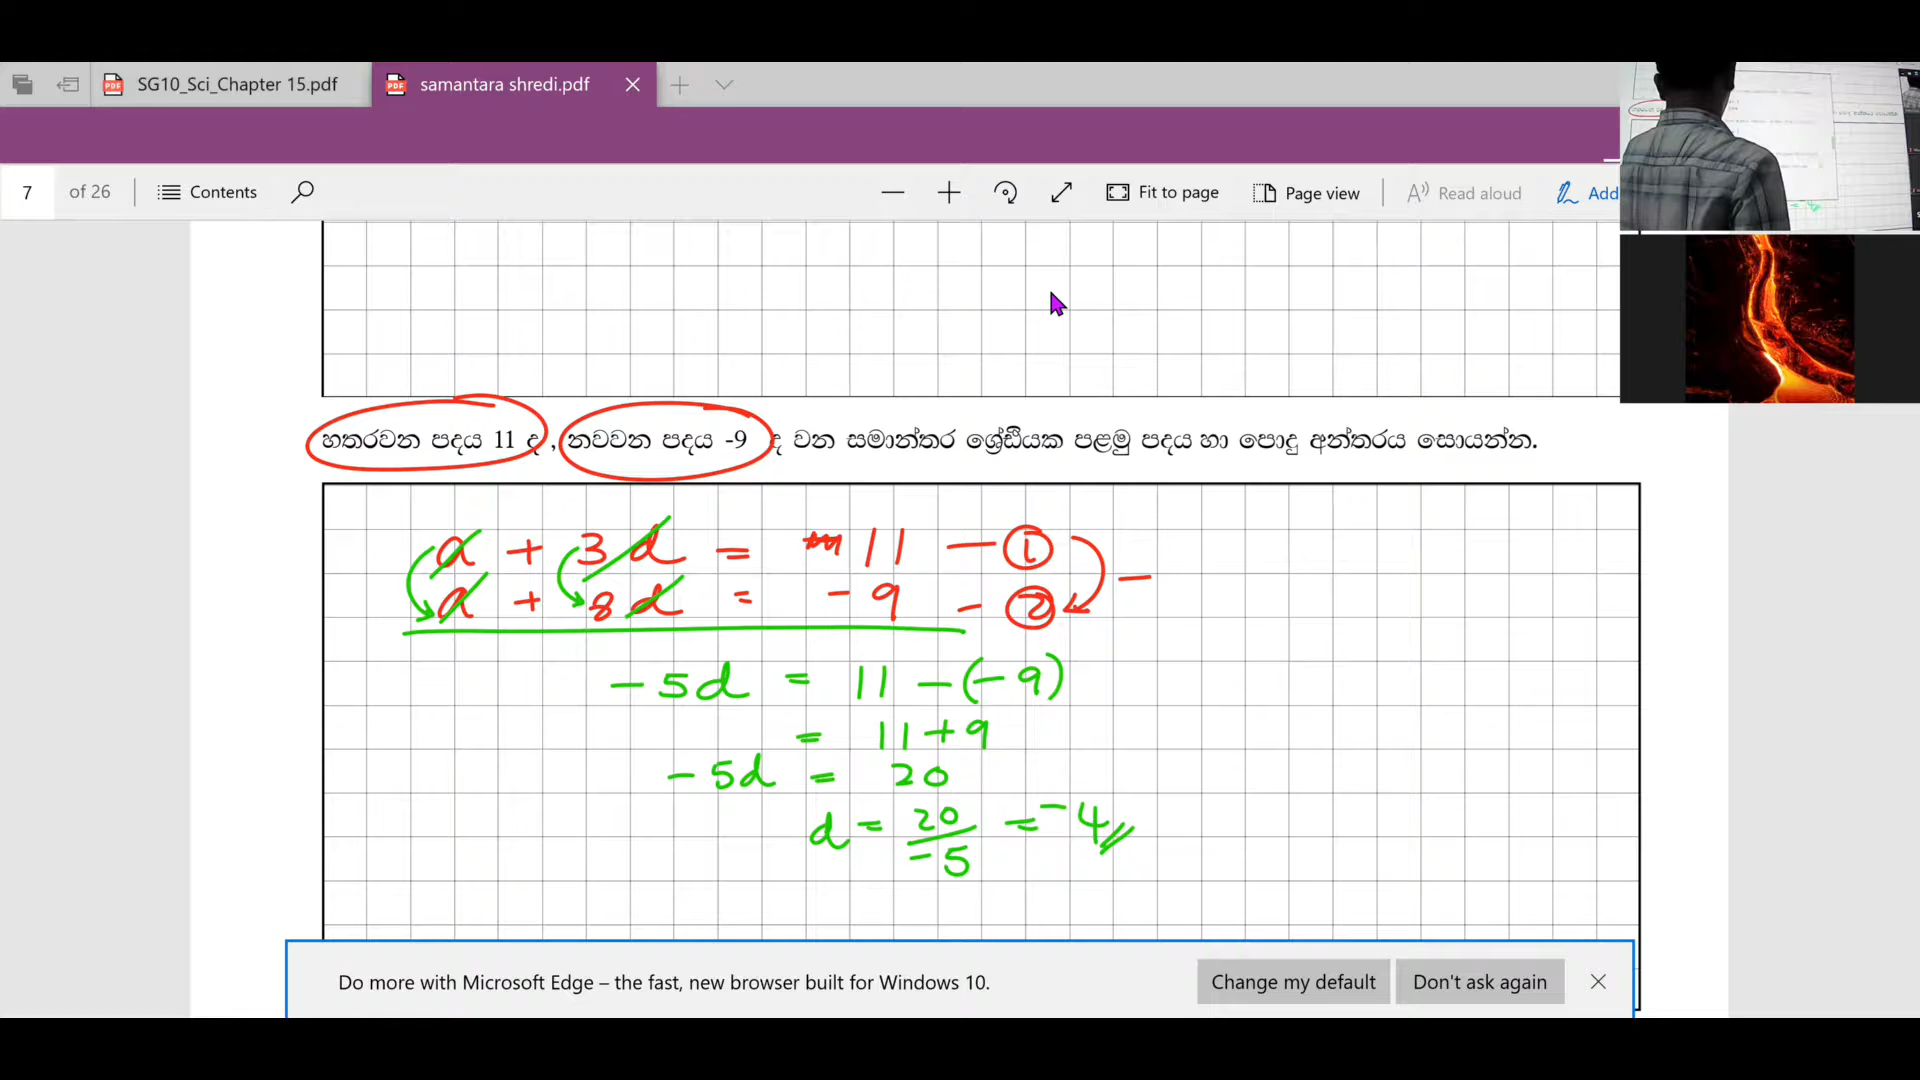 SG10_Sci_Chapter 15.pdf
samantara shredi.pdf
7 of 26 Contents Fit to page Page view Read aloud Add
හතරවන පදය 11 ද , නවවන පදය -9 ද වන සමාන්තර ශ්‍රේඪියක පළමු පදය හා පොදු අන්තරය සොයන්න.
a + 3d = 11 — ①
a + 8d = -9 - ②
-
- 5d = 11 - (- 9)
= 11 + 9
- 5d = 20
d = 20/-5 = -4
Do more with Microsoft Edge – the fast, new browser built for Windows 10.
Change my default
Don't ask again